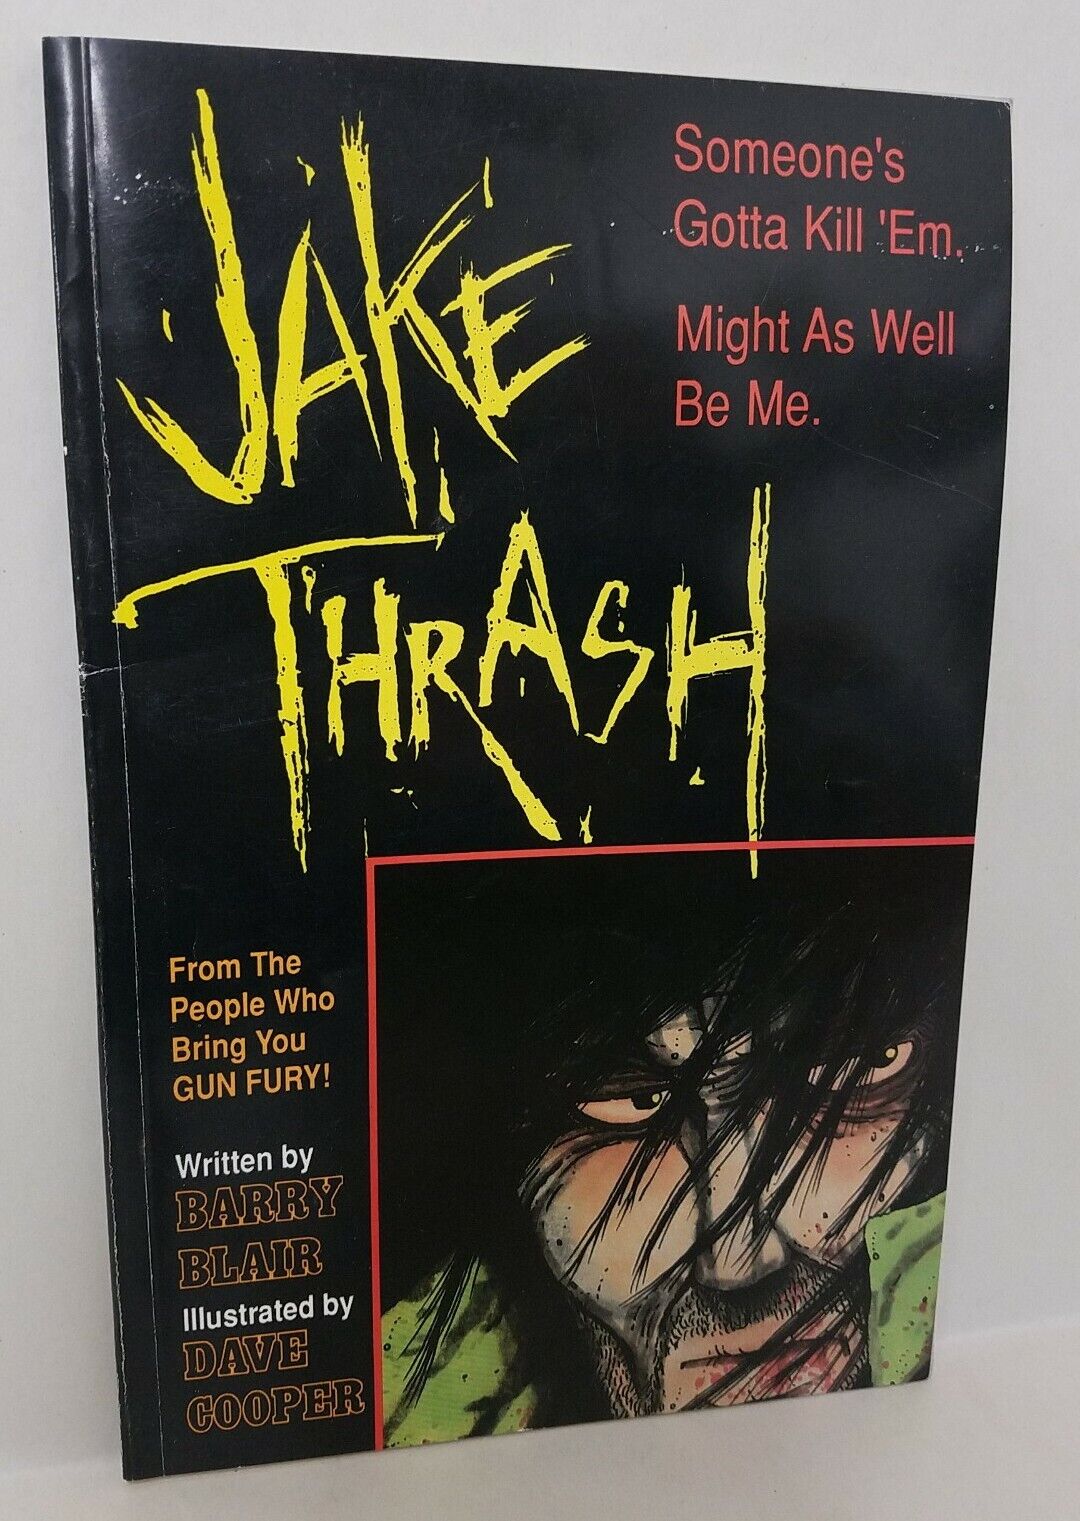 JAKE
THRASH
Someone's
Gotta Kill 'Em.
Might As Well
Be Me.
From The
People Who
Bring You
GUN FURY!
Written by
BARRY
BLAIR
Illustrated by
DAVE
COOPER